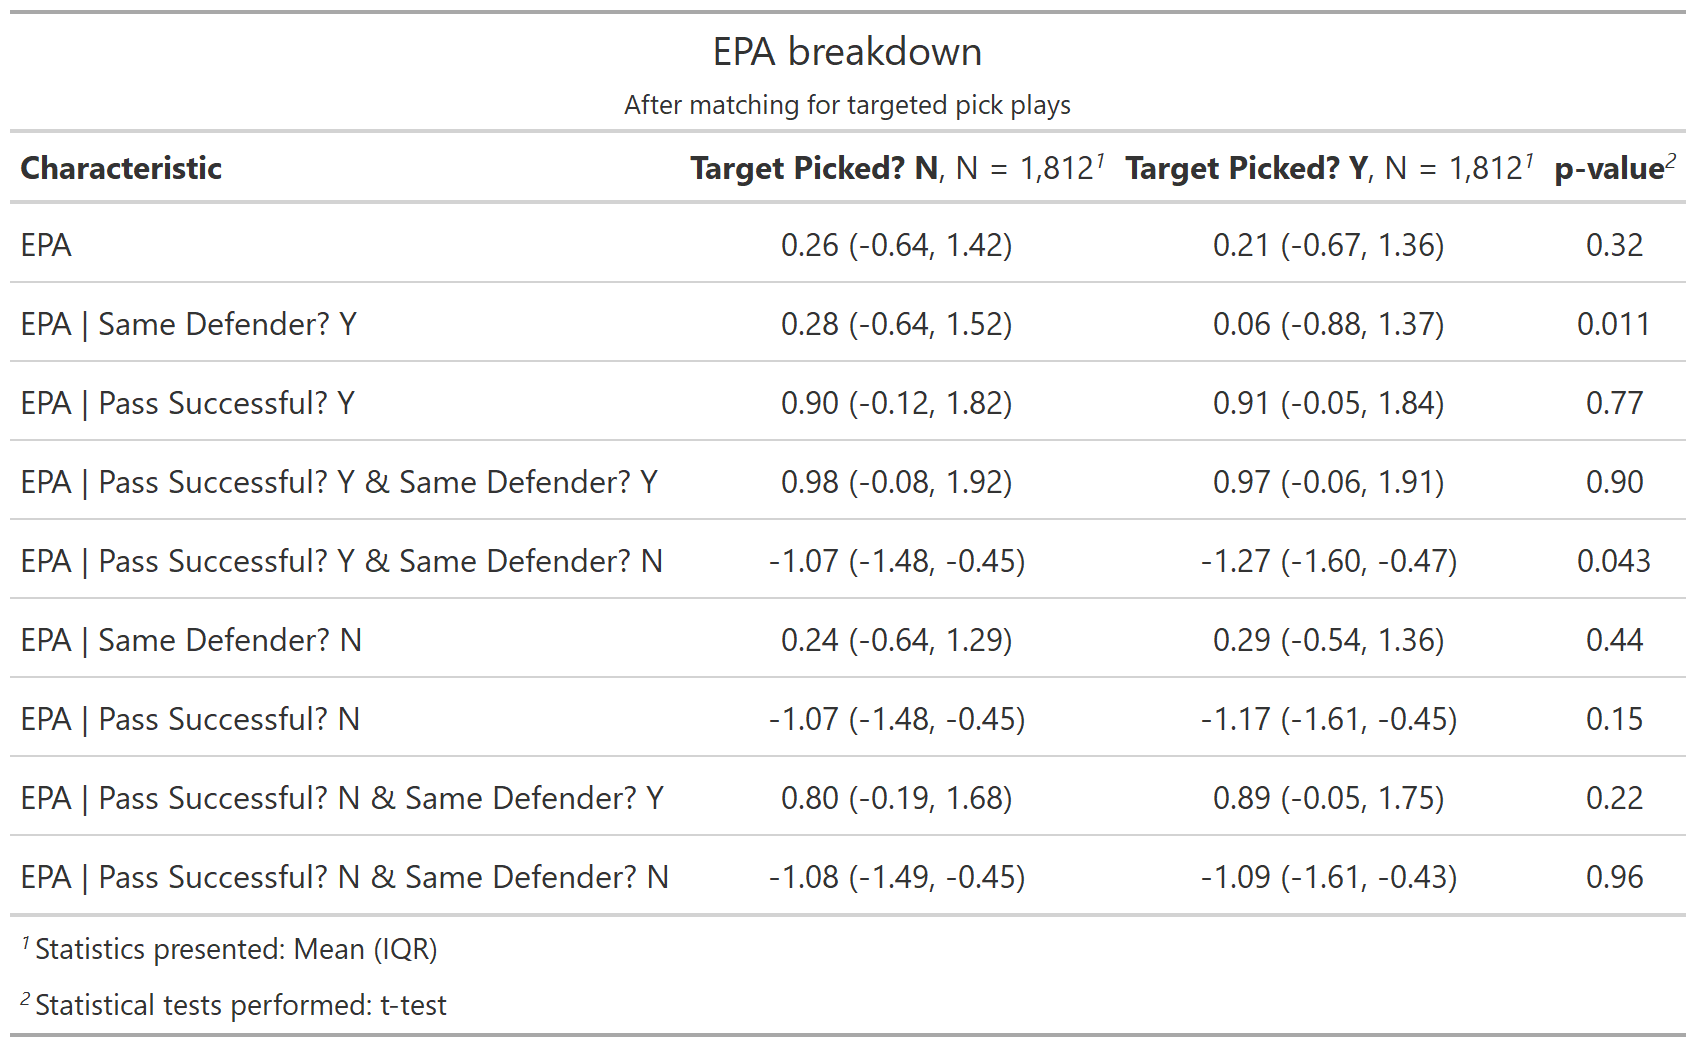 EPA breakdown
After matching for targeted pick plays
Characteristic Target Picked? N, N = 1,812¹ Target Picked? Y, N = 1,812¹ p-value²
EPA 0.26 (-0.64, 1.42) 0.21 (-0.67, 1.36) 0.32
EPA | Same Defender? Y 0.28 (-0.64, 1.52) 0.06 (-0.88, 1.37) 0.011
EPA | Pass Successful? Y 0.90 (-0.12, 1.82) 0.91 (-0.05, 1.84) 0.77
EPA | Pass Successful? Y & Same Defender? Y 0.98 (-0.08, 1.92) 0.97 (-0.06, 1.91) 0.90
EPA | Pass Successful? Y & Same Defender? N -1.07 (-1.48, -0.45) -1.27 (-1.60, -0.47) 0.043
EPA | Same Defender? N 0.24 (-0.64, 1.29) 0.29 (-0.54, 1.36) 0.44
EPA | Pass Successful? N -1.07 (-1.48, -0.45) -1.17 (-1.61, -0.45) 0.15
EPA | Pass Successful? N & Same Defender? Y 0.80 (-0.19, 1.68) 0.89 (-0.05, 1.75) 0.22
EPA | Pass Successful? N & Same Defender? N -1.08 (-1.49, -0.45) -1.09 (-1.61, -0.43) 0.96
¹ Statistics presented: Mean (IQR)
² Statistical tests performed: t-test